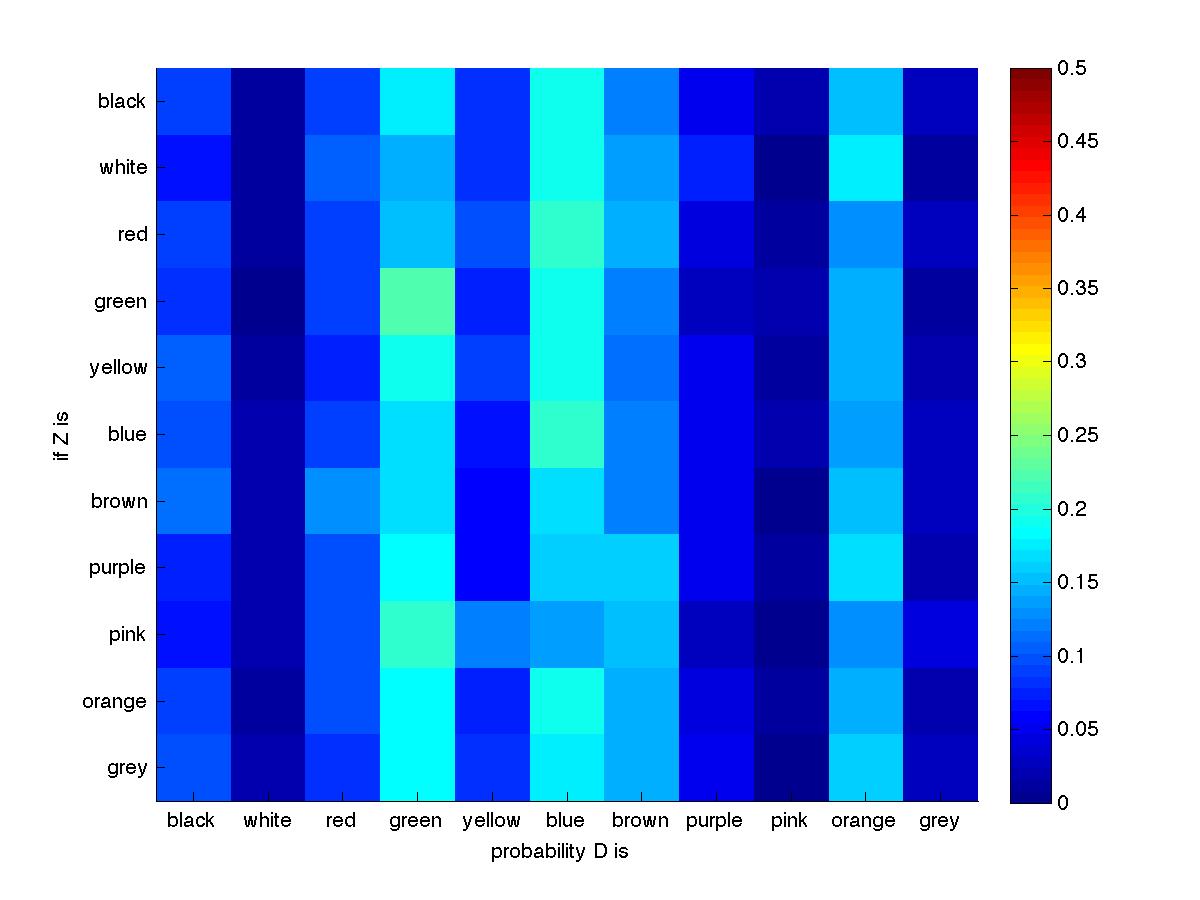 black
white
red
green
yellow
blue
brown
purple
pink
orange
grey
if Z is
black white red green yellow blue brown purple pink orange grey
probability D is
0.5
0.45
0.4
0.35
0.3
0.25
0.2
0.15
0.1
0.05
0